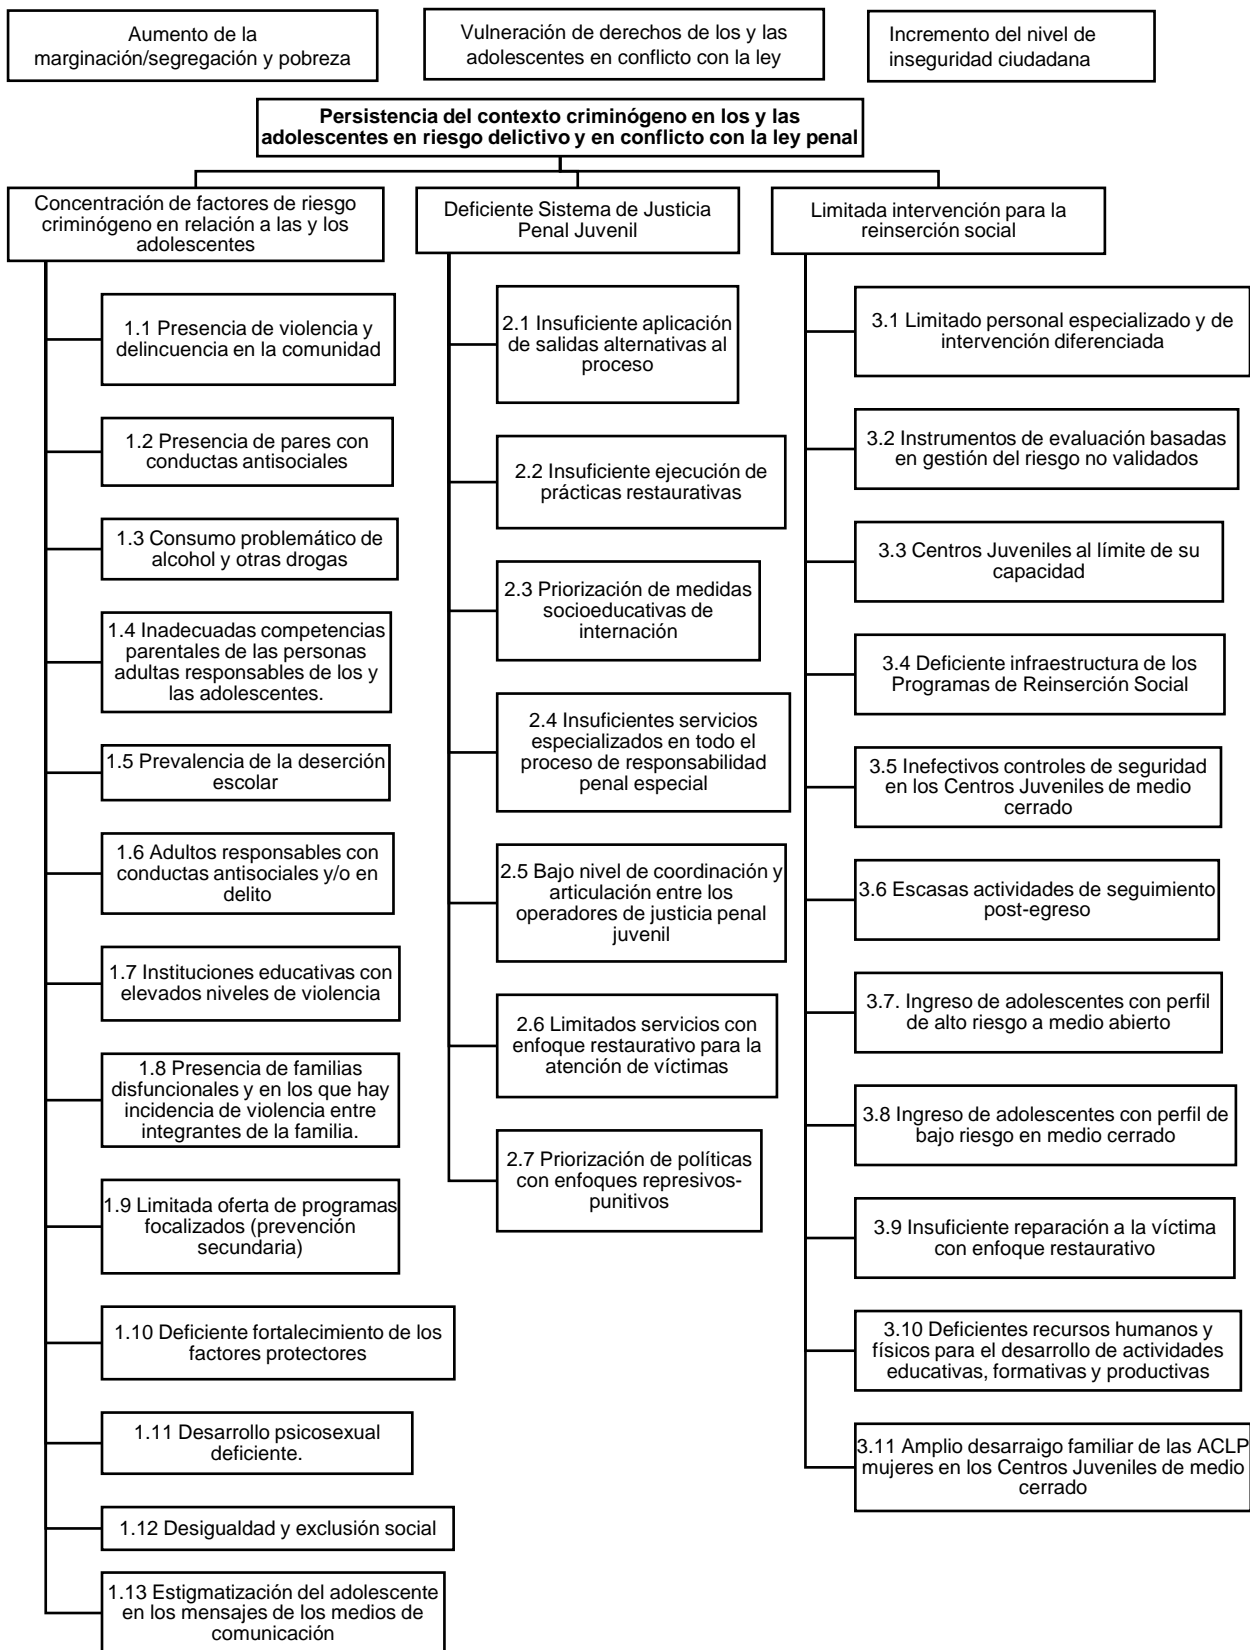 Aumento de la
marginación/segregación y pobreza
Vulneración de derechos de los y las
adolescentes en conflicto con la ley
Incremento del nivel de
inseguridad ciudadana
Persistencia del contexto criminógeno en los y las
adolescentes en riesgo delictivo y en conflicto con la ley penal
Concentración de factores de riesgo
criminógeno en relación a las y los
adolescentes
1.1 Presencia de violencia y
delincuencia en la comunidad
1.2 Presencia de pares con
conductas antisociales
1.3 Consumo problemático de
alcohol y otras drogas
1.4 Inadecuadas competencias
parentales de las personas
adultas responsables de los y
las adolescentes.
1.5 Prevalencia de la deserción
escolar
1.6 Adultos responsables con
conductas antisociales y/o en
delito
1.7 Instituciones educativas con
elevados niveles de violencia
1.8 Presencia de familias
disfuncionales y en los que hay
incidencia de violencia entre
integrantes de la familia.
1.9 Limitada oferta de programas
focalizados (prevención
secundaria)
1.10 Deficiente fortalecimiento de los
factores protectores
1.11 Desarrollo psicosexual
deficiente.
1.12 Desigualdad y exclusión social
1.13 Estigmatización del adolescente
en los mensajes de los medios de
comunicación
Deficiente Sistema de Justicia
Penal Juvenil
2.1 Insuficiente aplicación
de salidas alternativas al
proceso
2.2 Insuficiente ejecución de
prácticas restaurativas
2.3 Priorización de medidas
socioeducativas de
internación
2.4 Insuficientes servicios
especializados en todo el
proceso de responsabilidad
penal especial
2.5 Bajo nivel de coordinación y
articulación entre los
operadores de justicia penal
juvenil
2.6 Limitados servicios con
enfoque restaurativo para la
atención de víctimas
2.7 Priorización de políticas
con enfoques represivos-
punitivos
Limitada intervención para la
reinserción social
3.1 Limitado personal especializado y de
intervención diferenciada
3.2 Instrumentos de evaluación basadas
en gestión del riesgo no validados
3.3 Centros Juveniles al límite de su
capacidad
3.4 Deficiente infraestructura de los
Programas de Reinserción Social
3.5 Inefectivos controles de seguridad
en los Centros Juveniles de medio
cerrado
3.6 Escasas actividades de seguimiento
post-egreso
3.7. Ingreso de adolescentes con perfil
de alto riesgo a medio abierto
3.8 Ingreso de adolescentes con perfil de
bajo riesgo en medio cerrado
3.9 Insuficiente reparación a la víctima
con enfoque restaurativo
3.10 Deficientes recursos humanos y
físicos para el desarrollo de actividades
educativas, formativas y productivas
3.11 Amplio desarraigo familiar de las ACLP
mujeres en los Centros Juveniles de medio
cerrado